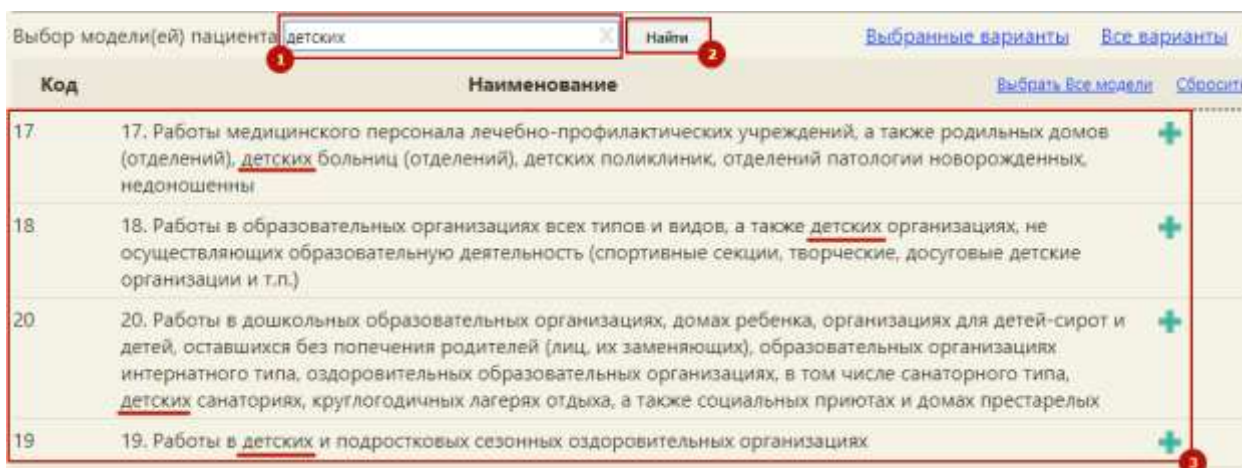 Выбор модели(ей) пациента детских Найти Выбранные варианты Все варианты
1
2
Код Наименование Выбрать Все модели Сбросить
17 17. Работы медицинского персонала лечебно-профилактических учреждений, а также родильных домов
(отделений), детских больниц (отделений), детских поликлиник, отделений патологии новорожденных,
недоношенны
18 18. Работы в образовательных организациях всех типов и видов, а также детских организациях, не
осуществляющих образовательную деятельность (спортивные секции, творческие, досуговые детские
организации и т.п.)
20 20. Работы в дошкольных образовательных организациях, домах ребенка, организациях для детей-сирот и
детей, оставшихся без попечения родителей (лиц, их заменяющих), образовательных организациях
интернатного типа, оздоровительных образовательных организациях, в том числе санаторного типа,
детских санаториях, круглогодичных лагерях отдыха, а также социальных приютах и домах престарелых
19 19. Работы в детских и подростковых сезонных оздоровительных организациях
3